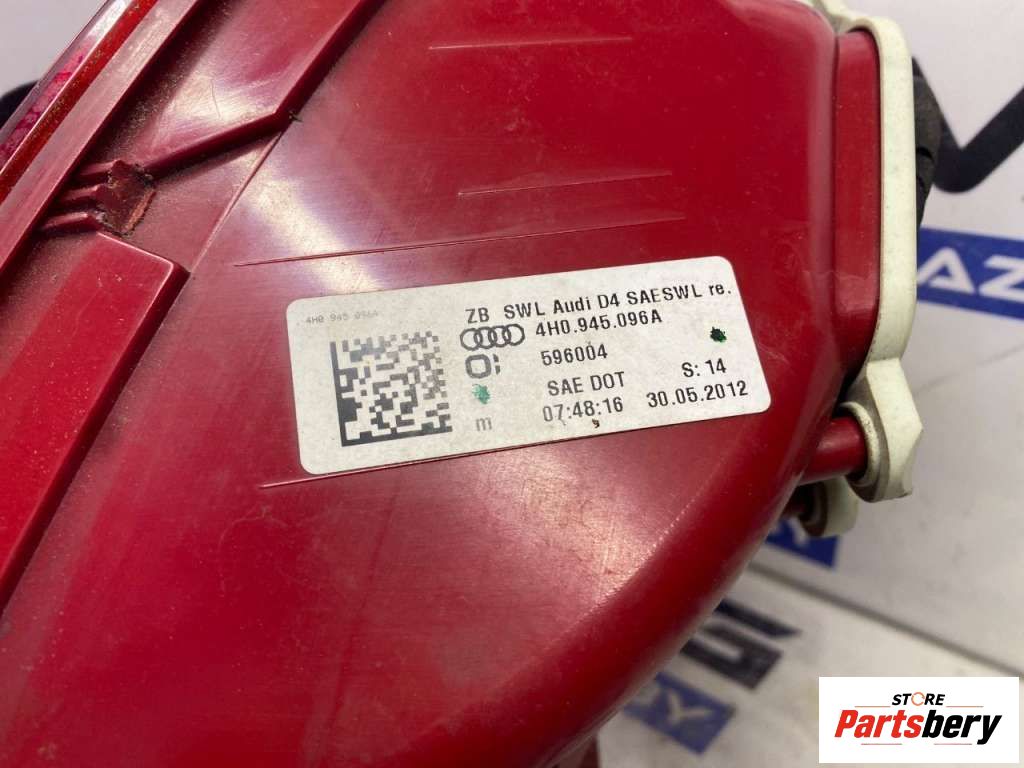 4H0 945 096A
ZB SWL Audi D4 SAESWL re.
4H0.945.096A
596004
SAE DOT S: 14
m 07:48:16 30.05.2012
AZ
STORE
Partsbery